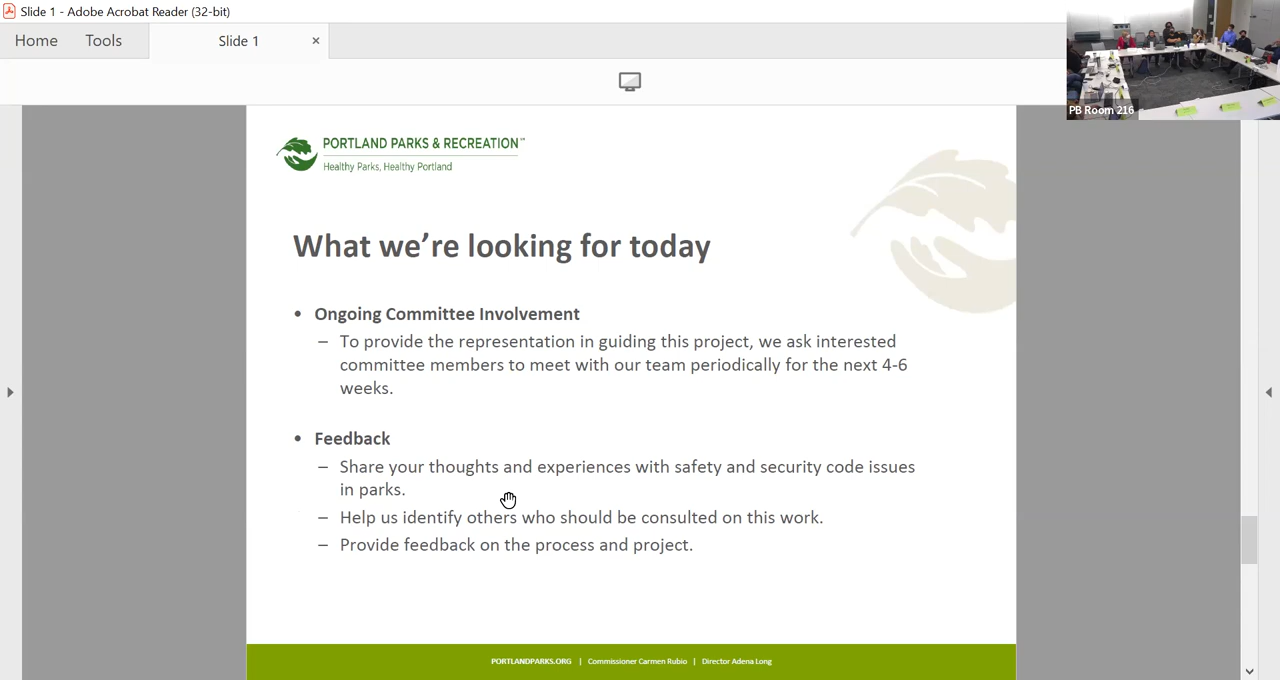 Slide 1 - Adobe Acrobat Reader (32-bit)
Home
Tools
Slide 1
×
PB Room 216
PORTLAND PARKS & RECREATION™
Healthy Parks, Healthy Portland
What we’re looking for today
• Ongoing Committee Involvement
– To provide the representation in guiding this project, we ask interested
committee members to meet with our team periodically for the next 4-6
weeks.
• Feedback
– Share your thoughts and experiences with safety and security code issues
in parks.
– Help us identify others who should be consulted on this work.
– Provide feedback on the process and project.
PORTLANDPARKS.ORG | Commissioner Carmen Rubio | Director Adena Long